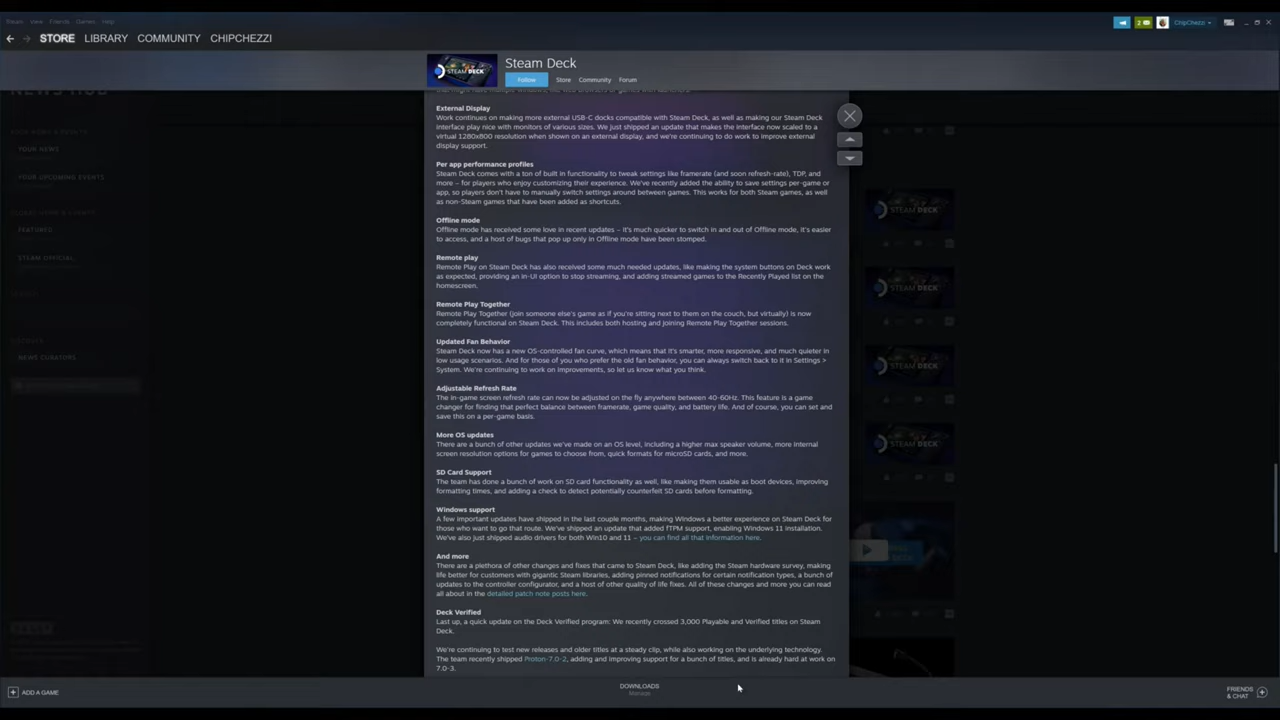 Steam View Friends Games Help
2 ChipChezzi
STORE LIBRARY COMMUNITY CHIPCHEZZI
STEAM DECK
Steam Deck
Follow Store Community Forum
External Display
Work continues on making more external USB-C docks compatible with Steam Deck, as well as making our Steam Deck
interface play nice with monitors of various sizes. We just shipped an update that makes the interface now scaled to a
virtual 1280x800 resolution when shown on an external display, and we're continuing to do work to improve external
display support.
Per app performance profiles
Steam Deck comes with a ton of built in functionality to tweak settings like framerate (and soon refresh-rate), TDP, and
more – for players who enjoy customizing their experience. We've recently added the ability to save settings per-game or
app, so players don't have to manually switch settings around between games. This works for both Steam games, as well
as non-Steam games that have been added as shortcuts.
Offline mode
Offline mode has received some love in recent updates – it's much quicker to switch in and out of Offline mode, it's easier
to access, and a host of bugs that pop up only in Offline mode have been stomped.
Remote play
Remote Play on Steam Deck has also received some much needed updates, like making the system buttons on Deck work
as expected, providing an in-UI option to stop streaming, and adding streamed games to the Recently Played list on the
homescreen.
Remote Play Together
Remote Play Together (join someone else's game as if you're sitting next to them on the couch, but virtually) is now
completely functional on Steam Deck. This includes both hosting and joining Remote Play Together sessions.
Updated Fan Behavior
Steam Deck now has a new OS-controlled fan curve, which means that it's smarter, more responsive, and much quieter in
low usage scenarios. And for those of you who prefer the old fan behavior, you can always switch back to it in Settings >
System. We're continuing to work on improvements, so let us know what you think.
Adjustable Refresh Rate
The in-game screen refresh rate can now be adjusted on the fly anywhere between 40-60Hz. This feature is a game
changer for finding that perfect balance between framerate, game quality, and battery life. And of course, you can set and
save this on a per-game basis.
More OS updates
There are a bunch of other updates we've made on an OS level, including a higher max speaker volume, more internal
screen resolution options for games to choose from, quick formats for microSD cards, and more.
SD Card Support
The team has done a bunch of work on SD card functionality as well, like making them usable as boot devices, improving
formatting times, and adding a check to detect potentially counterfeit SD cards before formatting.
Windows support
A few important updates have shipped in the last couple months, making Windows a better experience on Steam Deck for
those who want to go that route. We've shipped an update that added fTPM support, enabling Windows 11 installation.
We've also just shipped audio drivers for both Win10 and 11 – you can find all that information here.
And more
There are a plethora of other changes and fixes that came to Steam Deck, like adding the Steam hardware survey, making
life better for customers with gigantic Steam libraries, adding pinned notifications for certain notification types, a bunch of
updates to the controller configurator, and a host of other quality of life fixes. All of these changes and more you can read
all about in the detailed patch note posts here.
Deck Verified
Last up, a quick update on the Deck Verified program: We recently crossed 3,000 Playable and Verified titles on Steam
Deck.
We're continuing to test new releases and older titles at a steady clip, while also working on the underlying technology.
The team recently shipped Proton-7.0-2, adding and improving support for a bunch of titles, and is already hard at work on
7.0-3.
YOUR NEWS
YOUR UPCOMING EVENTS
FEATURED
STEAM OFFICIAL
NEWS CURATORS
STEAM DECK
STEAM DECK
STEAM DECK
STEAM DECK
ADD A GAME
DOWNLOADS
Manage
FRIENDS
& CHAT